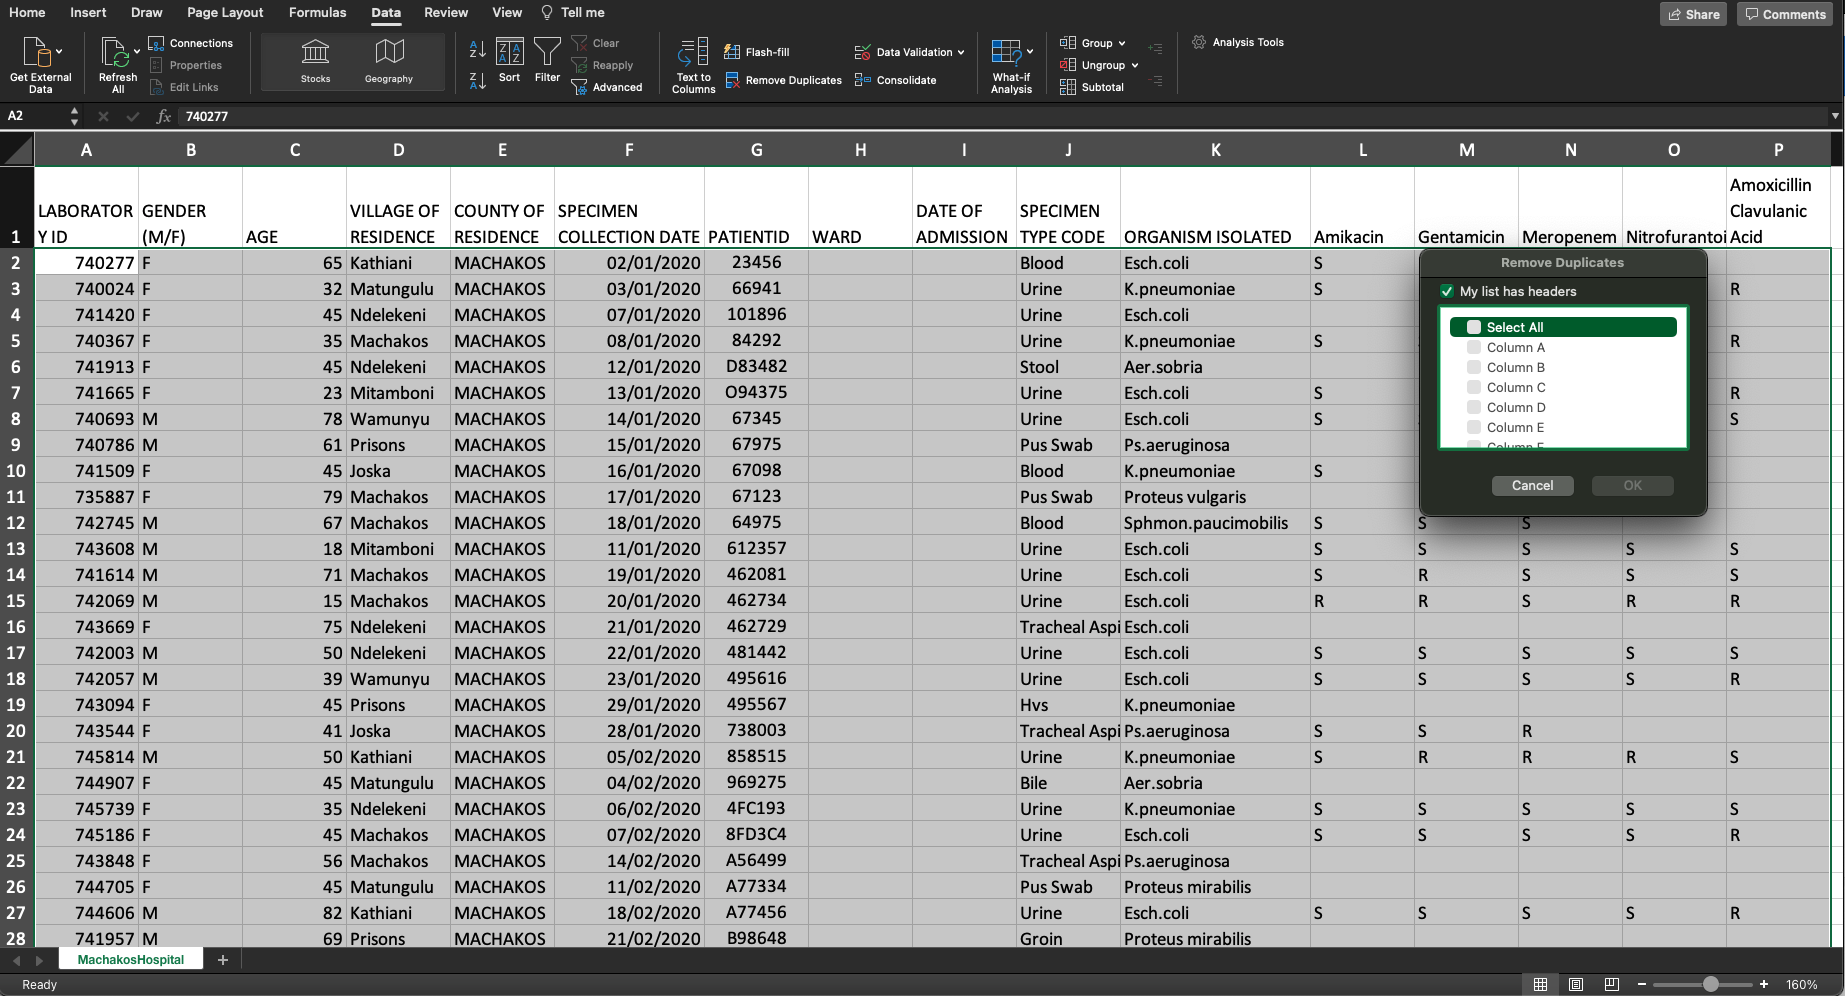 Home Insert Draw Page Layout Formulas Data Review View Tell me Share Comments
Get External Data
Refresh All
Connections
Properties
Edit Links
Stocks
Geography
Sort
Filter
Clear
Reapply
Advanced
Text to Columns
Flash-fill
Remove Duplicates
Data Validation
Consolidate
What-if Analysis
Group
Ungroup
Subtotal
Analysis Tools
A2 fx 740277
A B C D E F G H I J K L M N O P
1 LABORATORY ID GENDER (M/F) AGE VILLAGE OF RESIDENCE COUNTY OF RESIDENCE SPECIMEN COLLECTION DATE PATIENTID WARD DATE OF ADMISSION SPECIMEN TYPE CODE ORGANISM ISOLATED Amikacin Gentamicin Meropenem Nitrofurantoi Amoxicillin Clavulanic Acid
2 740277 F 65 Kathiani MACHAKOS 02/01/2020 23456 Blood Esch.coli S
3 740024 F 32 Matungulu MACHAKOS 03/01/2020 66941 Urine K.pneumoniae S R
4 741420 F 45 Ndelekeni MACHAKOS 07/01/2020 101896 Urine Esch.coli
5 740367 F 35 Machakos MACHAKOS 08/01/2020 84292 Urine K.pneumoniae S R
6 741913 F 45 Ndelekeni MACHAKOS 12/01/2020 D83482 Stool Aer.sobria
7 741665 F 23 Mitamboni MACHAKOS 13/01/2020 O94375 Urine Esch.coli S R
8 740693 M 78 Wamunyu MACHAKOS 14/01/2020 67345 Urine Esch.coli S S
9 740786 M 61 Prisons MACHAKOS 15/01/2020 67975 Pus Swab Ps.aeruginosa
10 741509 F 45 Joska MACHAKOS 16/01/2020 67098 Blood K.pneumoniae S
11 735887 F 79 Machakos MACHAKOS 17/01/2020 67123 Pus Swab Proteus vulgaris
12 742745 M 67 Machakos MACHAKOS 18/01/2020 64975 Blood Sphmon.paucimobilis S S S
13 743608 M 18 Mitamboni MACHAKOS 11/01/2020 612357 Urine Esch.coli S S S S S
14 741614 M 71 Machakos MACHAKOS 19/01/2020 462081 Urine Esch.coli S R S S S
15 742069 M 15 Machakos MACHAKOS 20/01/2020 462734 Urine Esch.coli R R S R R
16 743669 F 75 Ndelekeni MACHAKOS 21/01/2020 462729 Tracheal Aspi Esch.coli
17 742003 M 50 Ndelekeni MACHAKOS 22/01/2020 481442 Urine Esch.coli S S S S S
18 742057 M 39 Wamunyu MACHAKOS 23/01/2020 495616 Urine Esch.coli S S S S R
19 743094 F 45 Prisons MACHAKOS 29/01/2020 495567 Hvs K.pneumoniae
20 743544 F 41 Joska MACHAKOS 28/01/2020 738003 Tracheal Aspi Ps.aeruginosa S S R
21 745814 M 50 Kathiani MACHAKOS 05/02/2020 858515 Urine K.pneumoniae S R R R S
22 744907 F 45 Matungulu MACHAKOS 04/02/2020 969275 Bile Aer.sobria
23 745739 F 35 Ndelekeni MACHAKOS 06/02/2020 4FC193 Urine K.pneumoniae S S S S S
24 745186 F 45 Machakos MACHAKOS 07/02/2020 8FD3C4 Urine Esch.coli S S S S R
25 743848 F 56 Machakos MACHAKOS 14/02/2020 A56499 Tracheal Aspi Ps.aeruginosa
26 744705 F 45 Matungulu MACHAKOS 11/02/2020 A77334 Pus Swab Proteus mirabilis
27 744606 M 82 Kathiani MACHAKOS 18/02/2020 A77456 Urine Esch.coli S S S S R
28 741957 M 69 Prisons MACHAKOS 21/02/2020 B98648 Groin Proteus mirabilis
Remove Duplicates
My list has headers
Select All
Column A
Column B
Column C
Column D
Column E
Column F
Cancel OK
MachakosHospital +
Ready − + 160%